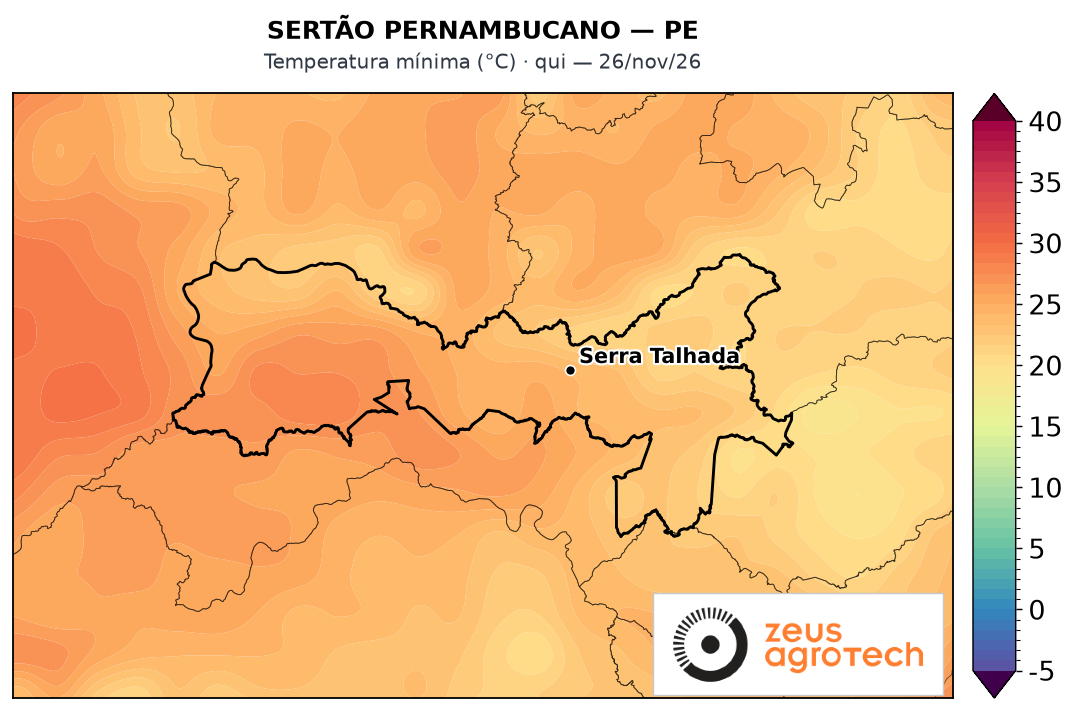 SERTÃO PERNAMBUCANO — PE
Temperatura mínima (°C) · qui — 26/nov/26
Serra Talhada
40
35
30
25
20
15
10
5
0
-5
zeus
agrotech